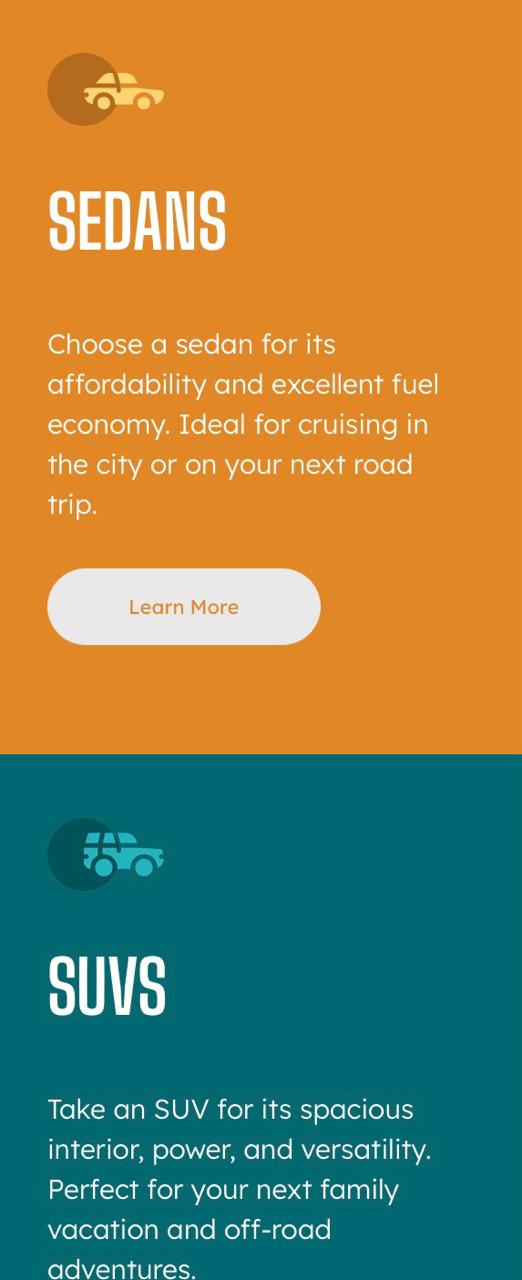 SEDANS
Choose a sedan for its
affordability and excellent fuel
economy. Ideal for cruising in
the city or on your next road
trip.
Learn More
SUVS
Take an SUV for its spacious
interior, power, and versatility.
Perfect for your next family
vacation and off-road
adventures.